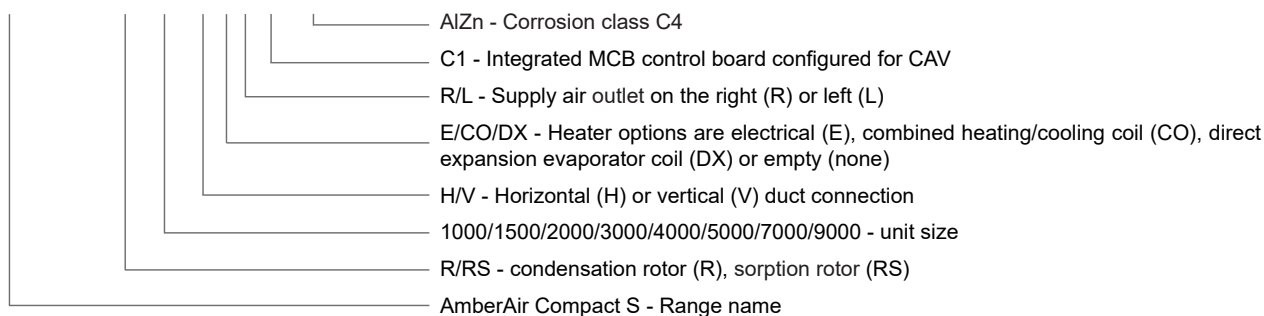 AlZn - Corrosion class C4
C1 - Integrated MCB control board configured for CAV
R/L - Supply air outlet on the right (R) or left (L)
E/CO/DX - Heater options are electrical (E), combined heating/cooling coil (CO), direct
expansion evaporator coil (DX) or empty (none)
H/V - Horizontal (H) or vertical (V) duct connection
1000/1500/2000/3000/4000/5000/7000/9000 - unit size
R/RS - condensation rotor (R), sorption rotor (RS)
AmberAir Compact S - Range name